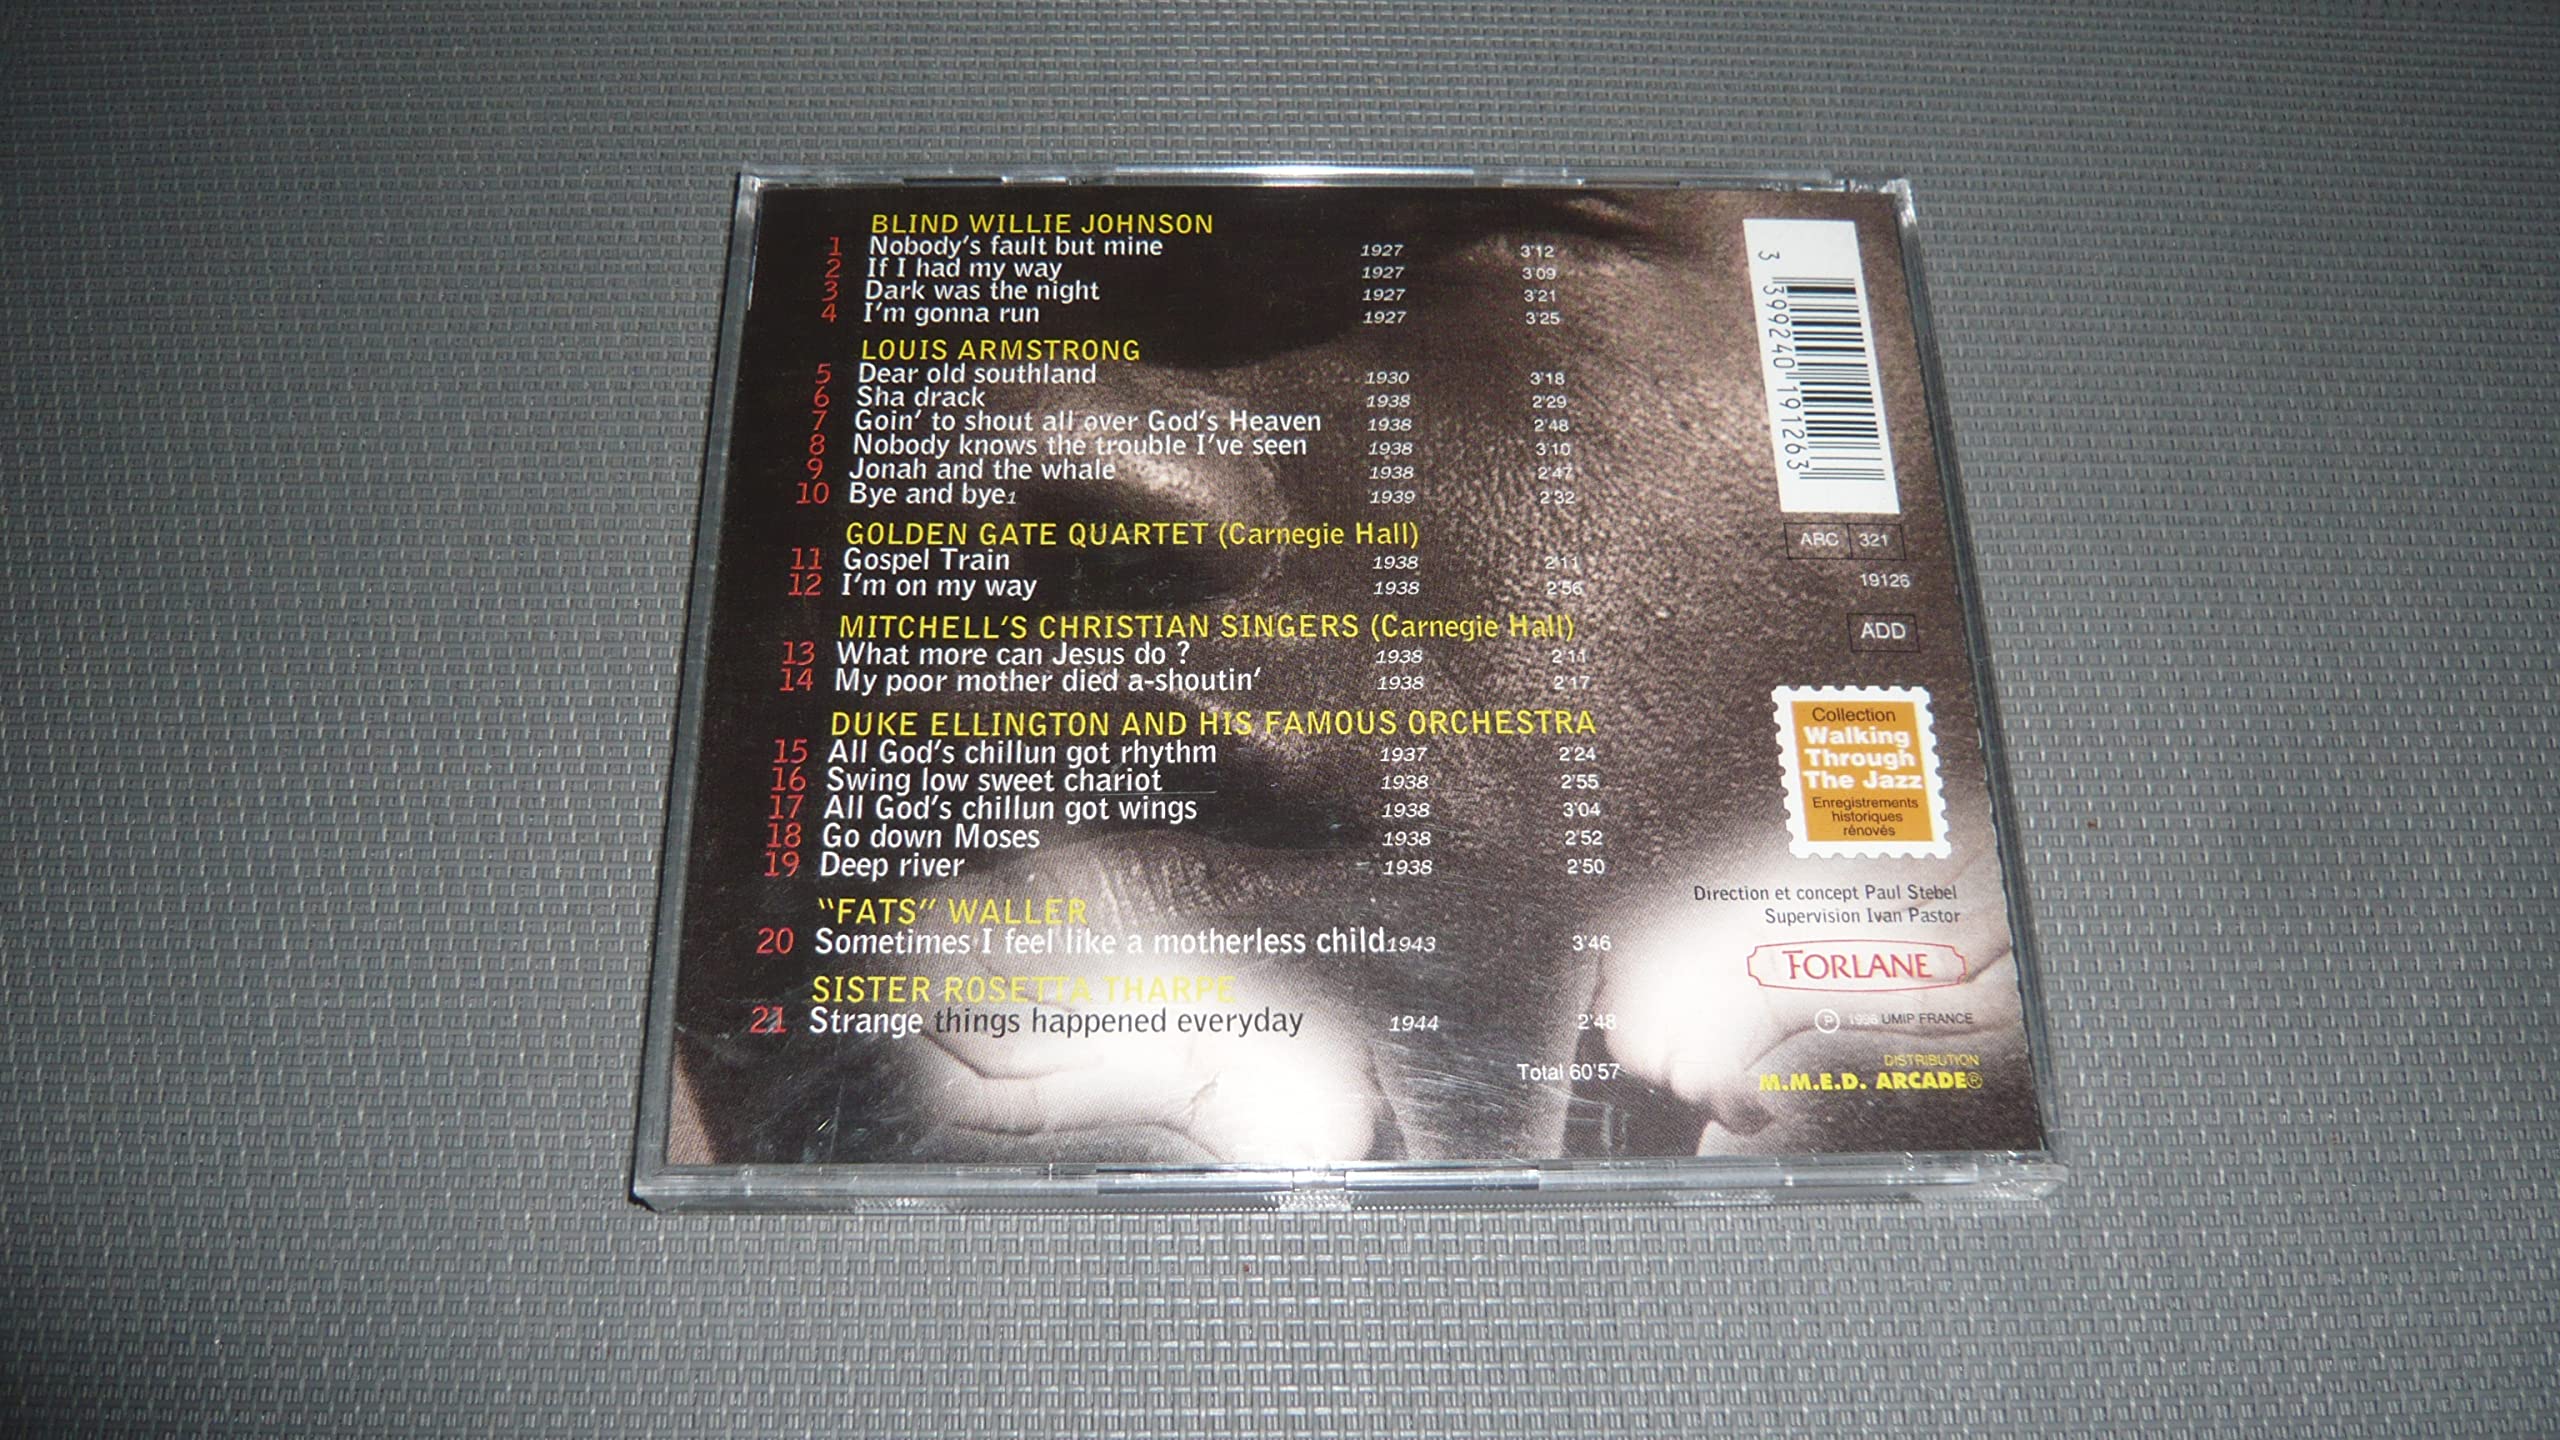 BLIND WILLIE JOHNSON
1 Nobody's fault but mine 1927 3'12
2 If I had my way 1927 3'09
3 Dark was the night 1927 3'21
4 I'm gonna run 1927 3'25
LOUIS ARMSTRONG
5 Dear old southland 1930 3'18
6 Sha drack 1938 2'29
7 Goin' to shout all over God's Heaven 1938 2'48
8 Nobody knows the trouble I've seen 1938 3'10
9 Jonah and the whale 1938 2'47
10 Bye and bye1 1939 2'32
GOLDEN GATE QUARTET (Carnegie Hall)
11 Gospel Train 1938 2'11
12 I'm on my way 1938 2'56
MITCHELL'S CHRISTIAN SINGERS (Carnegie Hall)
13 What more can Jesus do ? 1938 2'11
14 My poor mother died a-shoutin' 1938 2'17
DUKE ELLINGTON AND HIS FAMOUS ORCHESTRA
15 All God's chillun got rhythm 1937 2'24
16 Swing low sweet chariot 1938 2'55
17 All God's chillun got wings 1938 3'04
18 Go down Moses 1938 2'52
19 Deep river 1938 2'50
"FATS" WALLER
20 Sometimes I feel like a motherless child 1943 3'46
SISTER ROSETTA THARPE
21 Strange things happened everyday 1944 2'48
Total 60'57
3 399240 191263
ARC 321
19126
ADD
Collection
Walking
Through
The Jazz
Enregistrements
historiques
rénovés
Direction et concept Paul Stebel
Supervision Ivan Pastor
FORLANE
℗ UMIP FRANCE
DISTRIBUTION
M.M.E.D. ARCADE®